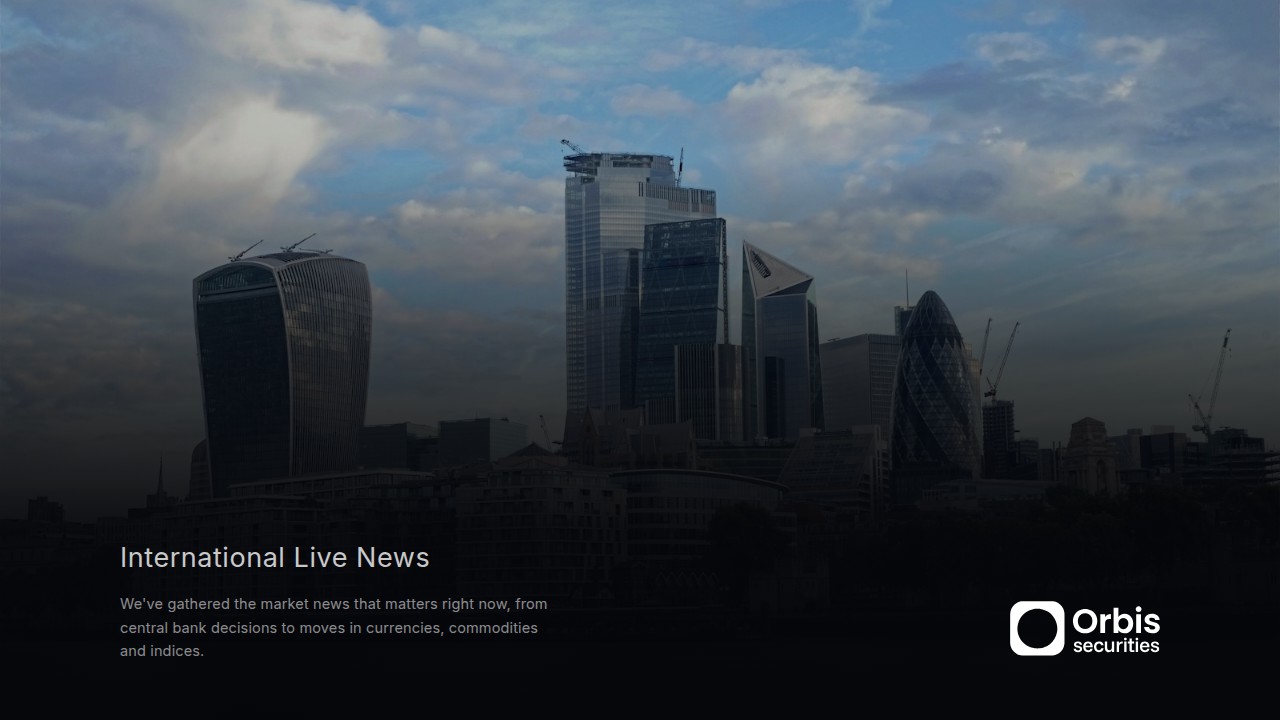 International Live News
We've gathered the market news that matters right now, from
central bank decisions to moves in currencies, commodities
and indices.
Orbis
securities